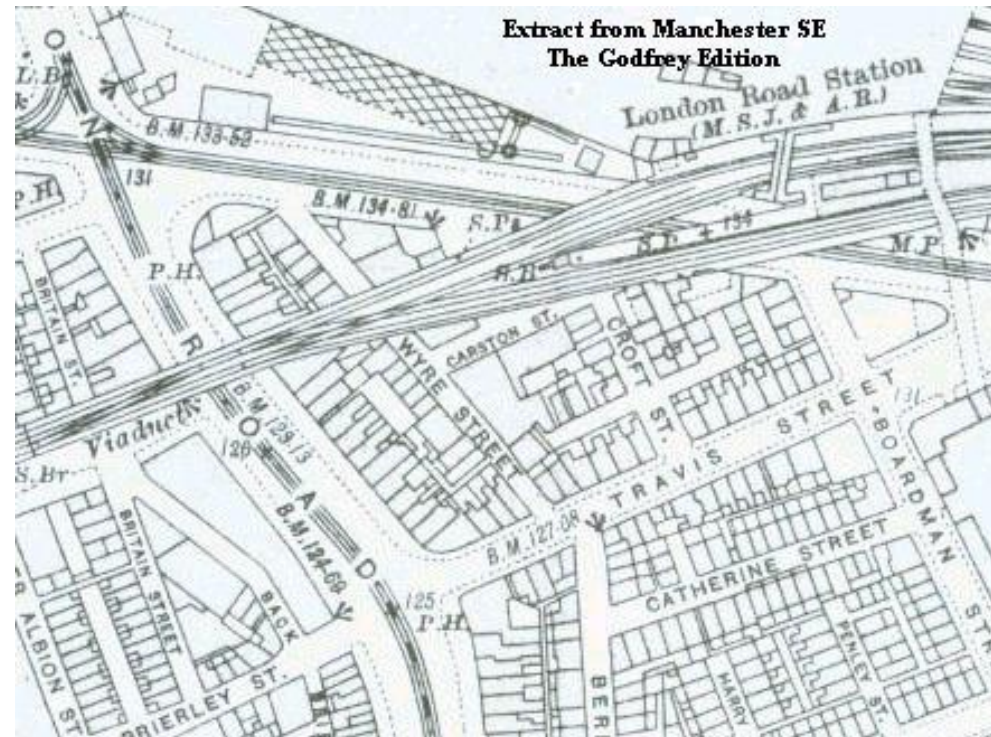 Extract from Manchester SE
The Godfrey Edition
London Road Station
(M. S. J. & A. R.)
L.B.
B.M. 133·52
131
P.H.
B.M. 134·81
S.P.
134
S.P.
M.P.
S.B.
P.H.
BRITAIN ST.
CARSTON ST.
CROFT ST.
WYRE STREET
B.M. 129·13
Viaduct
126
S. Br
R O A D
TRAVIS STREET
131
BOARDMAN
B.M. 127·08
B.M. 124·69
BRITAIN STREET
BACK
CATHERINE STREET
125
P.H.
ALBION ST
BRIERLEY ST.
BER
HARRY
PENLEY ST.